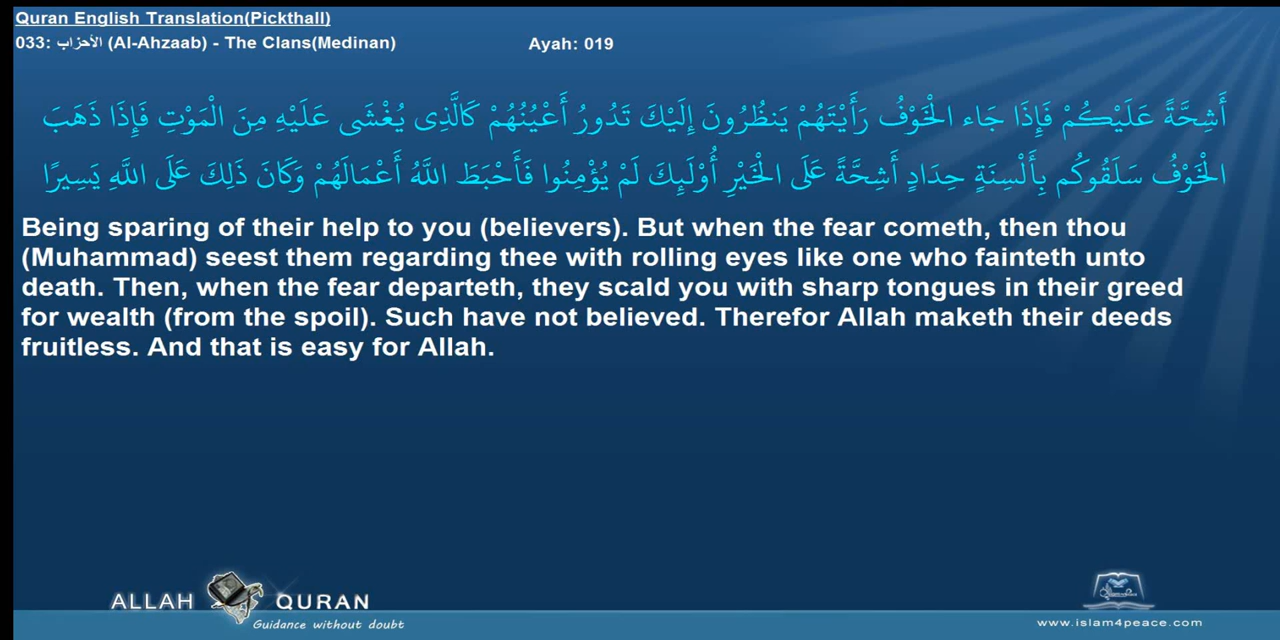 Quran English Translation(Pickthall)
033: الأحزاب (Al-Ahzaab) - The Clans(Medinan) Ayah: 019
أَشِحَّةً عَلَيْكُمْ فَإِذَا جَاء الْخَوْفُ رَأَيْتَهُمْ يَنظُرُونَ إِلَيْكَ تَدُورُ أَعْيُنُهُمْ كَالَّذِى يُغْشَى عَلَيْهِ مِنَ الْمَوْتِ فَإِذَا ذَهَبَ
الْخَوْفُ سَلَقُوكُم بِأَلْسِنَةٍ حِدَادٍ أَشِحَّةً عَلَى الْخَيْرِ أُوْلَٮِٕكَ لَمْ يُؤْمِنُوا فَأَحْبَطَ اللَّهُ أَعْمَالَهُمْ وَكَانَ ذَلِكَ عَلَى اللَّهِ يَسِيرًا
Being sparing of their help to you (believers). But when the fear cometh, then thou
(Muhammad) seest them regarding thee with rolling eyes like one who fainteth unto
death. Then, when the fear departeth, they scald you with sharp tongues in their greed
for wealth (from the spoil). Such have not believed. Therefor Allah maketh their deeds
fruitless. And that is easy for Allah.
ALLAH QURAN
Guidance without doubt
www.islam4peace.com